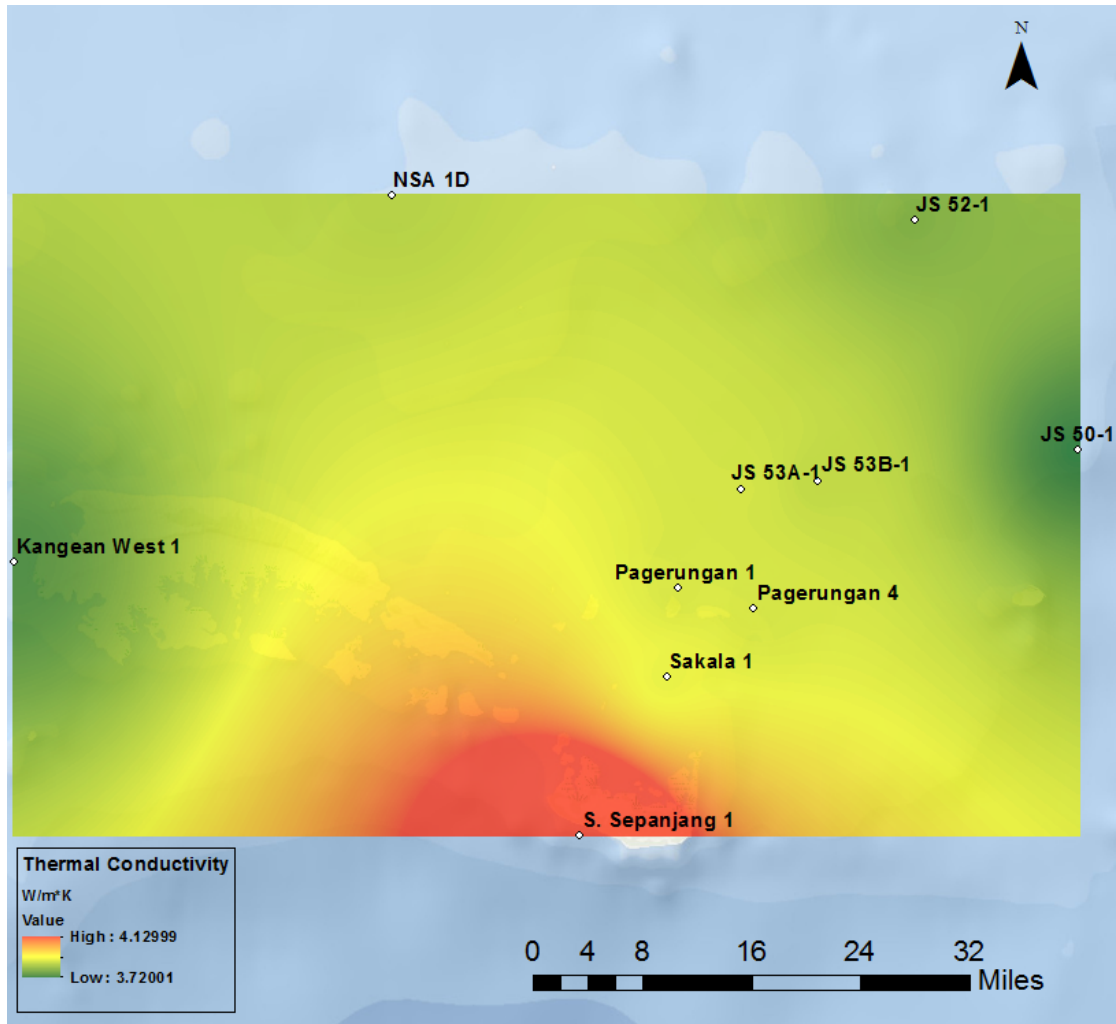 N
NSA 1D
JS 52-1
JS 50-1
JS 53A-1
JS 53B-1
Kangean West 1
Pagerungan 1
Pagerungan 4
Sakala 1
S. Sepanjang 1
Thermal Conductivity
W/m*K
Value
High : 4.12999
Low : 3.72001
0 4 8 16 24 32
Miles